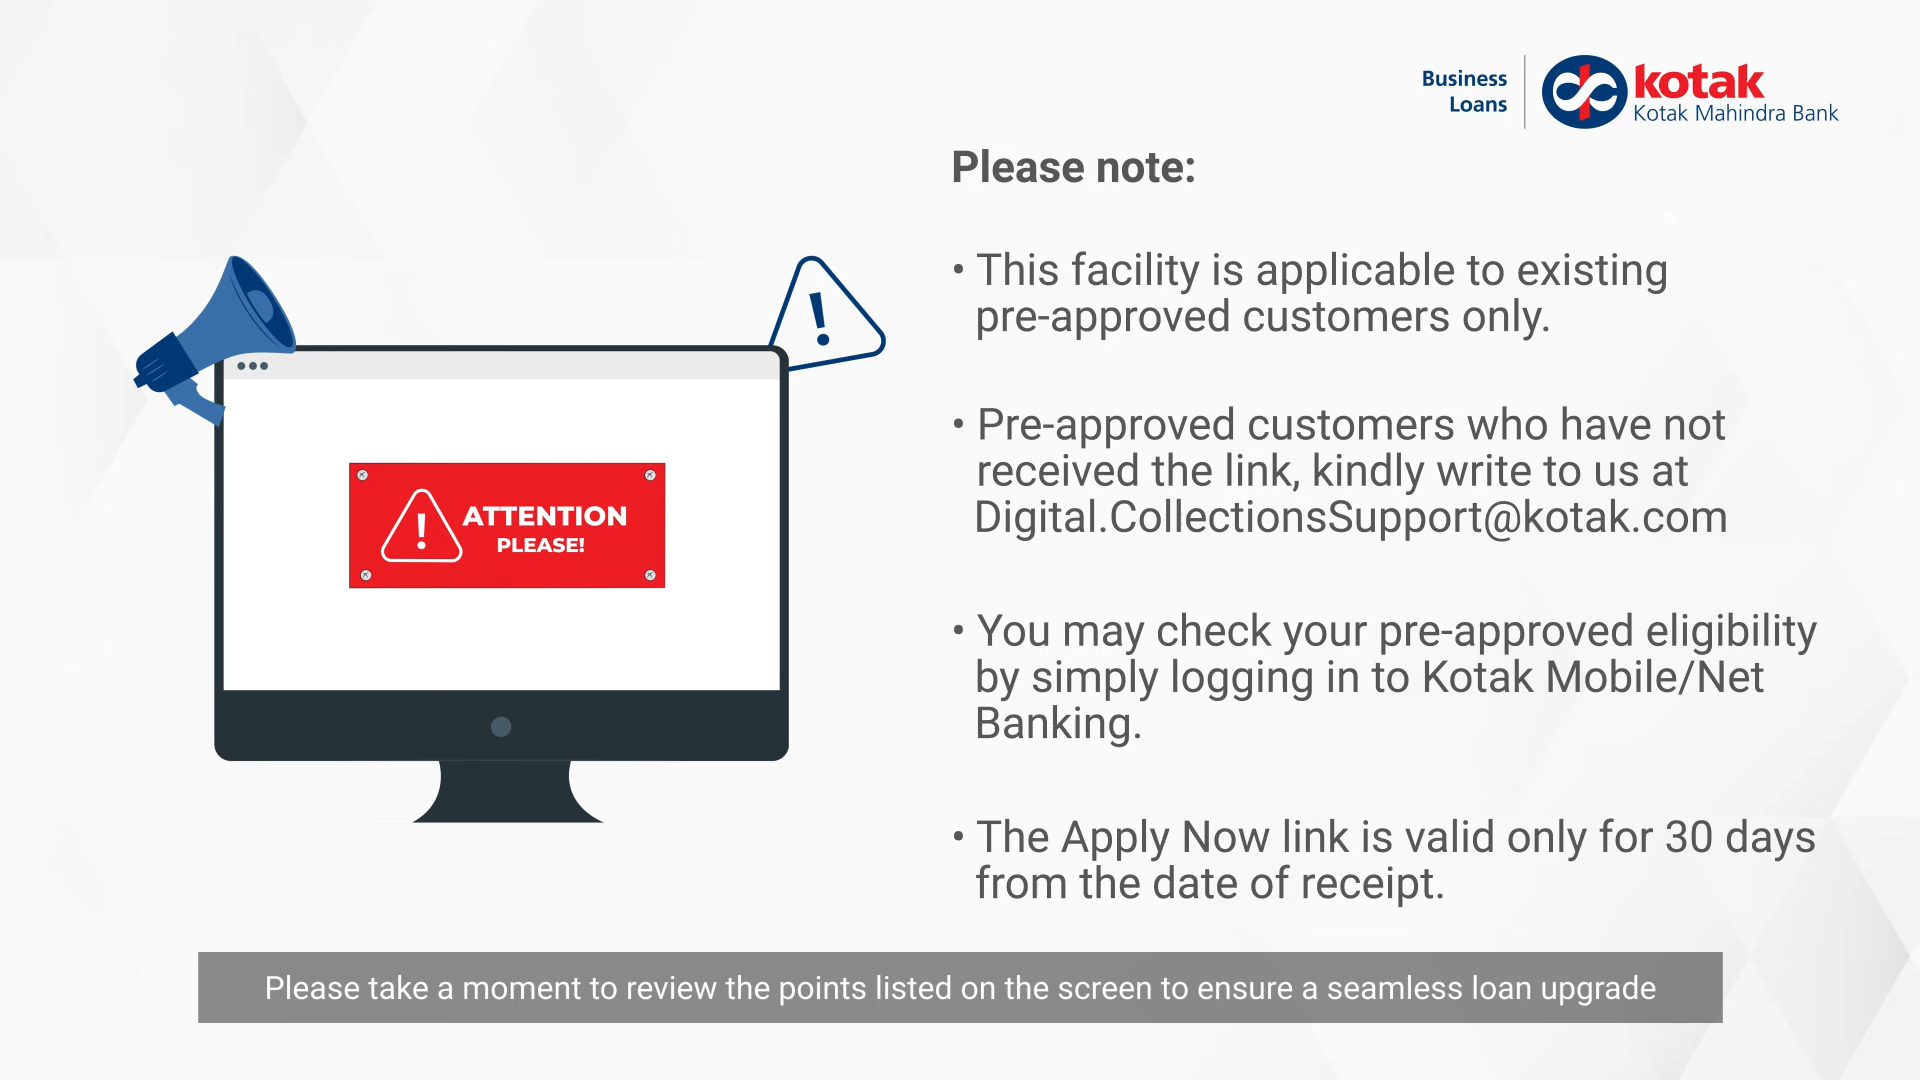 Business
Loans
kotak
Kotak Mahindra Bank
Please note:
• This facility is applicable to existing
pre-approved customers only.
• Pre-approved customers who have not
received the link, kindly write to us at
Digital.CollectionsSupport@kotak.com
• You may check your pre-approved eligibility
by simply logging in to Kotak Mobile/Net
Banking.
• The Apply Now link is valid only for 30 days
from the date of receipt.
! ATTENTION
PLEASE!
!
Please take a moment to review the points listed on the screen to ensure a seamless loan upgrade